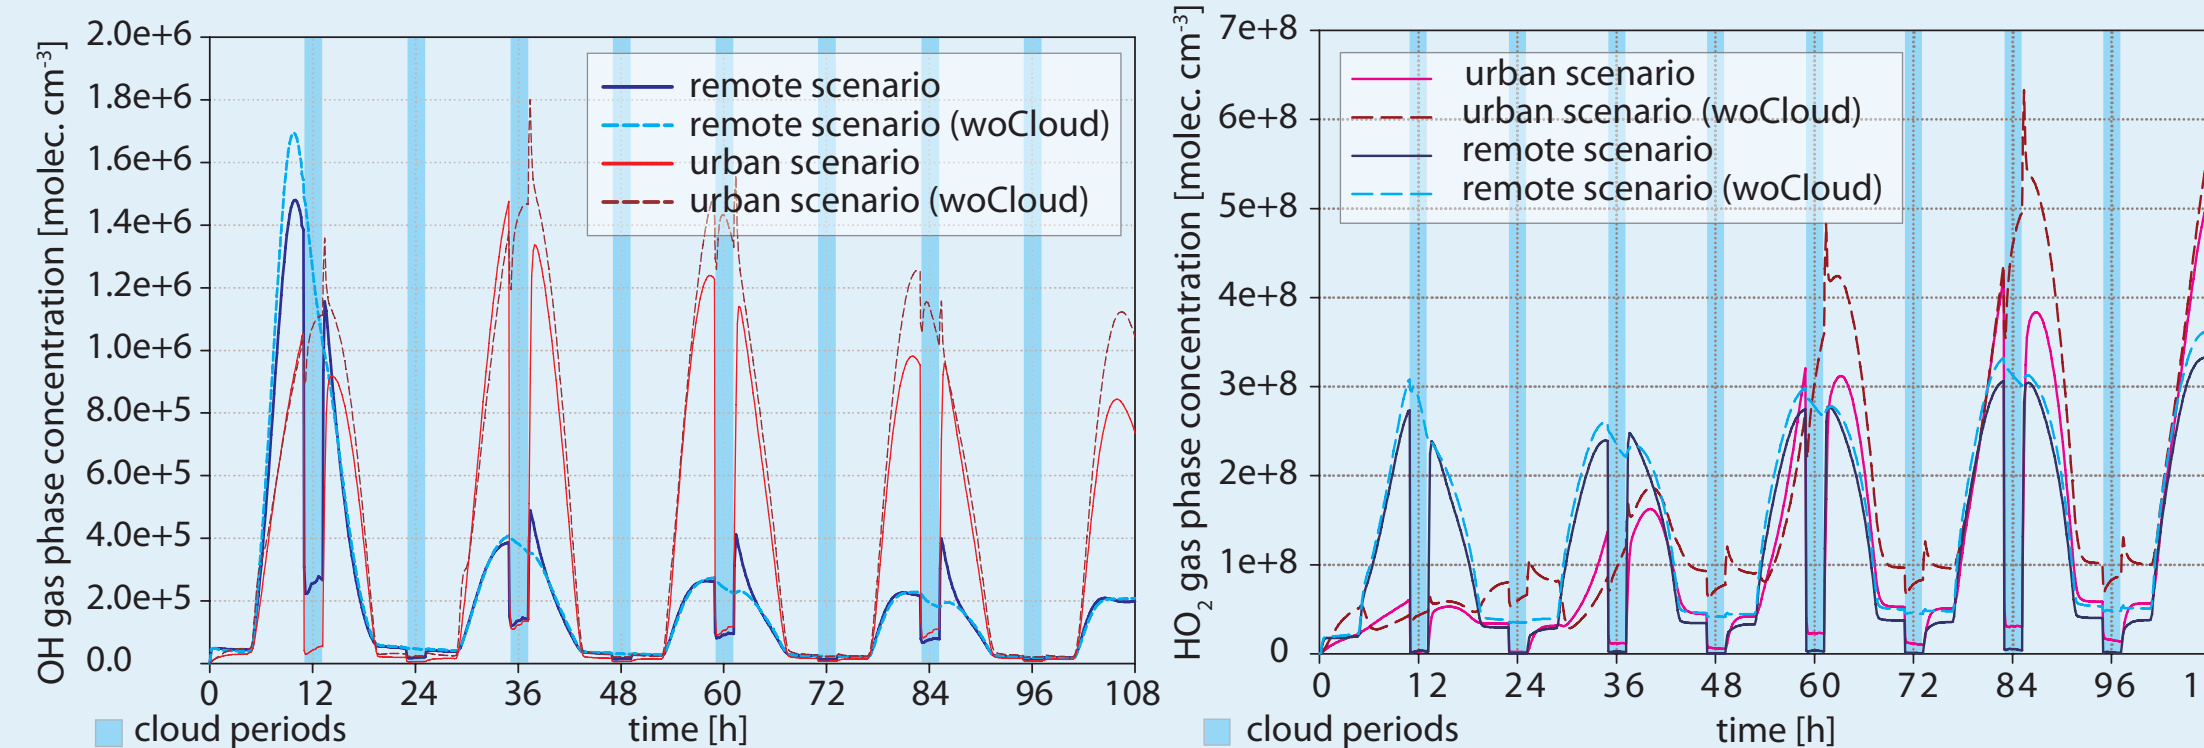 OH gas phase concentration [molec. cm⁻³]
2.0e+6
1.8e+6
1.6e+6
1.4e+6
1.2e+6
1.0e+6
8.0e+5
6.0e+5
4.0e+5
2.0e+5
0.0
remote scenario
remote scenario (woCloud)
urban scenario
urban scenario (woCloud)
0 12 24 36 48 60 72 84 96 108
cloud periods
time [h]
HO₂ gas phase concentration [molec. cm⁻³]
7e+8
6e+8
5e+8
4e+8
3e+8
2e+8
1e+8
0
urban scenario
urban scenario (woCloud)
remote scenario
remote scenario (woCloud)
0 12 24 36 48 60 72 84 96 1
cloud periods
time [h]